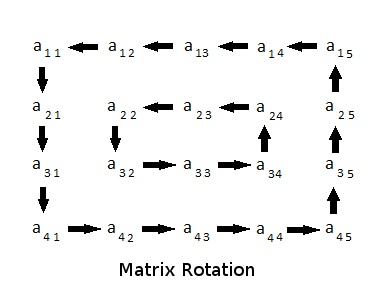 a11 a12 a13 a14 a15
a21 a22 a23 a24 a25
a31 a32 a33 a34 a35
a41 a42 a43 a44 a45
Matrix Rotation